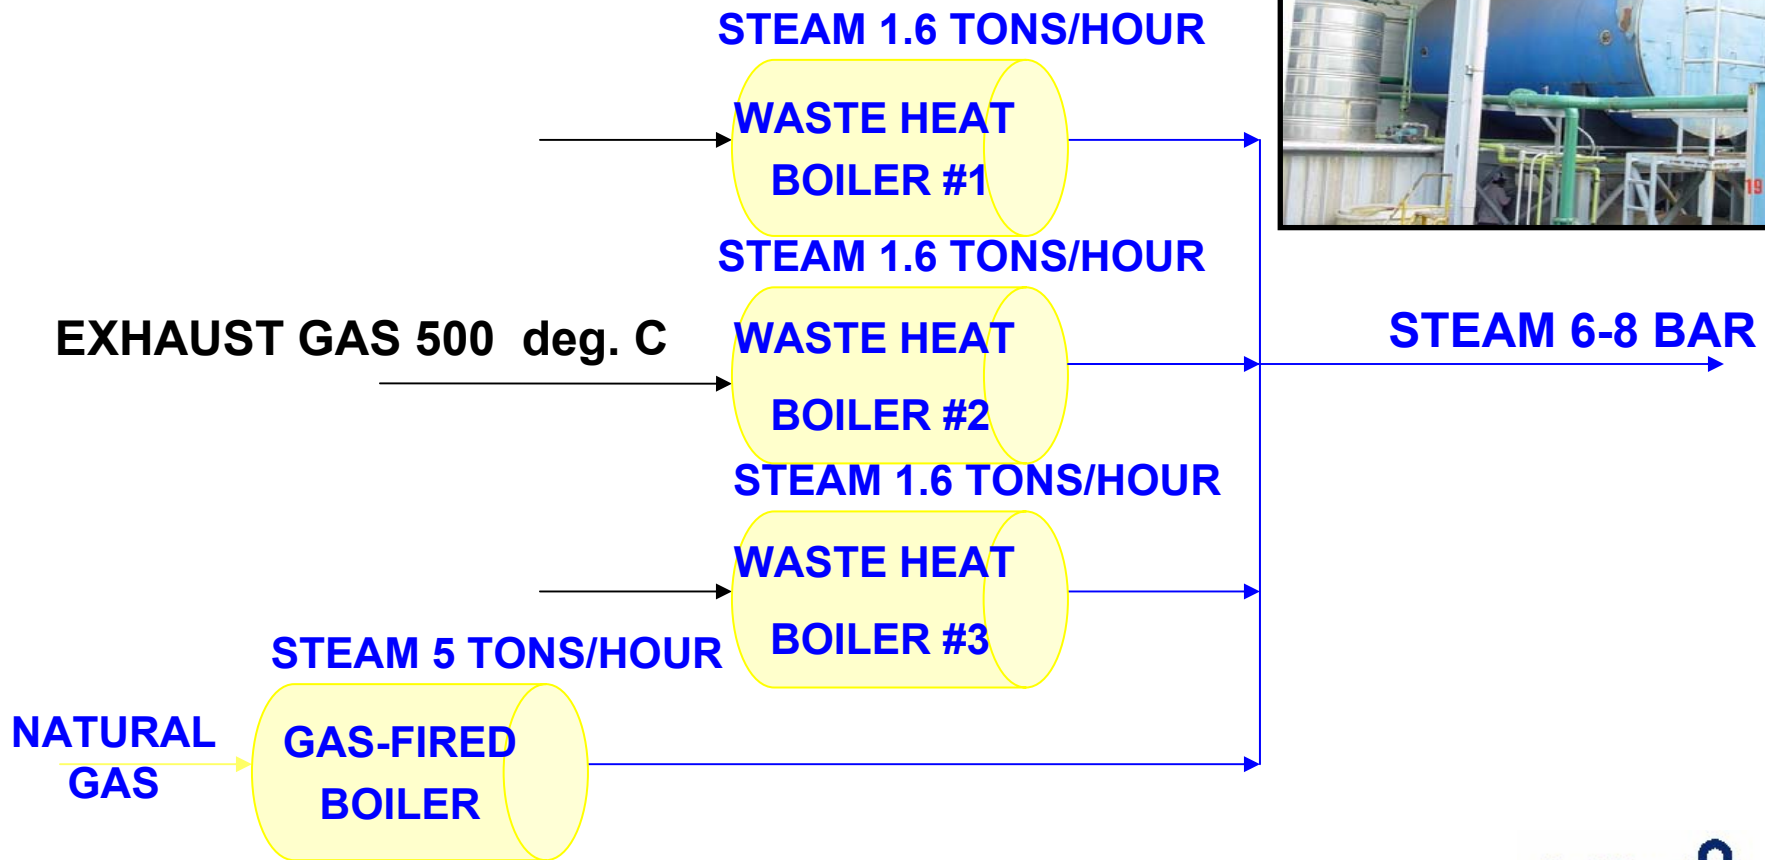 STEAM 1.6 TONS/HOUR
WASTE HEAT
BOILER #1
STEAM 1.6 TONS/HOUR
EXHAUST GAS 500 deg. C
WASTE HEAT
BOILER #2
STEAM 6-8 BAR
STEAM 1.6 TONS/HOUR
WASTE HEAT
BOILER #3
STEAM 5 TONS/HOUR
NATURAL
GAS
GAS-FIRED
BOILER
19